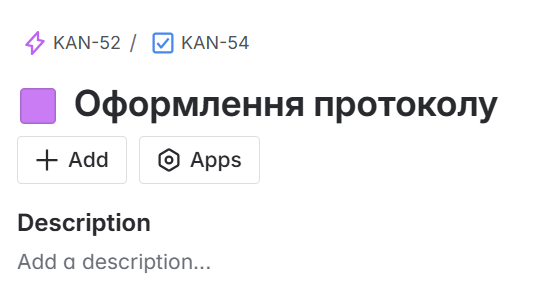 KAN-52 / KAN-54
Оформлення протоколу
Add Apps
Description
Add a description...